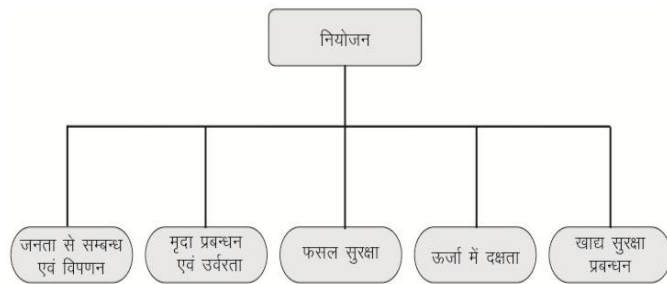 नियोजन
जनता से सम्बन्ध
एवं विपणन
मृदा प्रबन्धन
एवं उर्वरता
फसल सुरक्षा
ऊर्जा में दक्षता
खाद्य सुरक्षा
प्रबन्धन